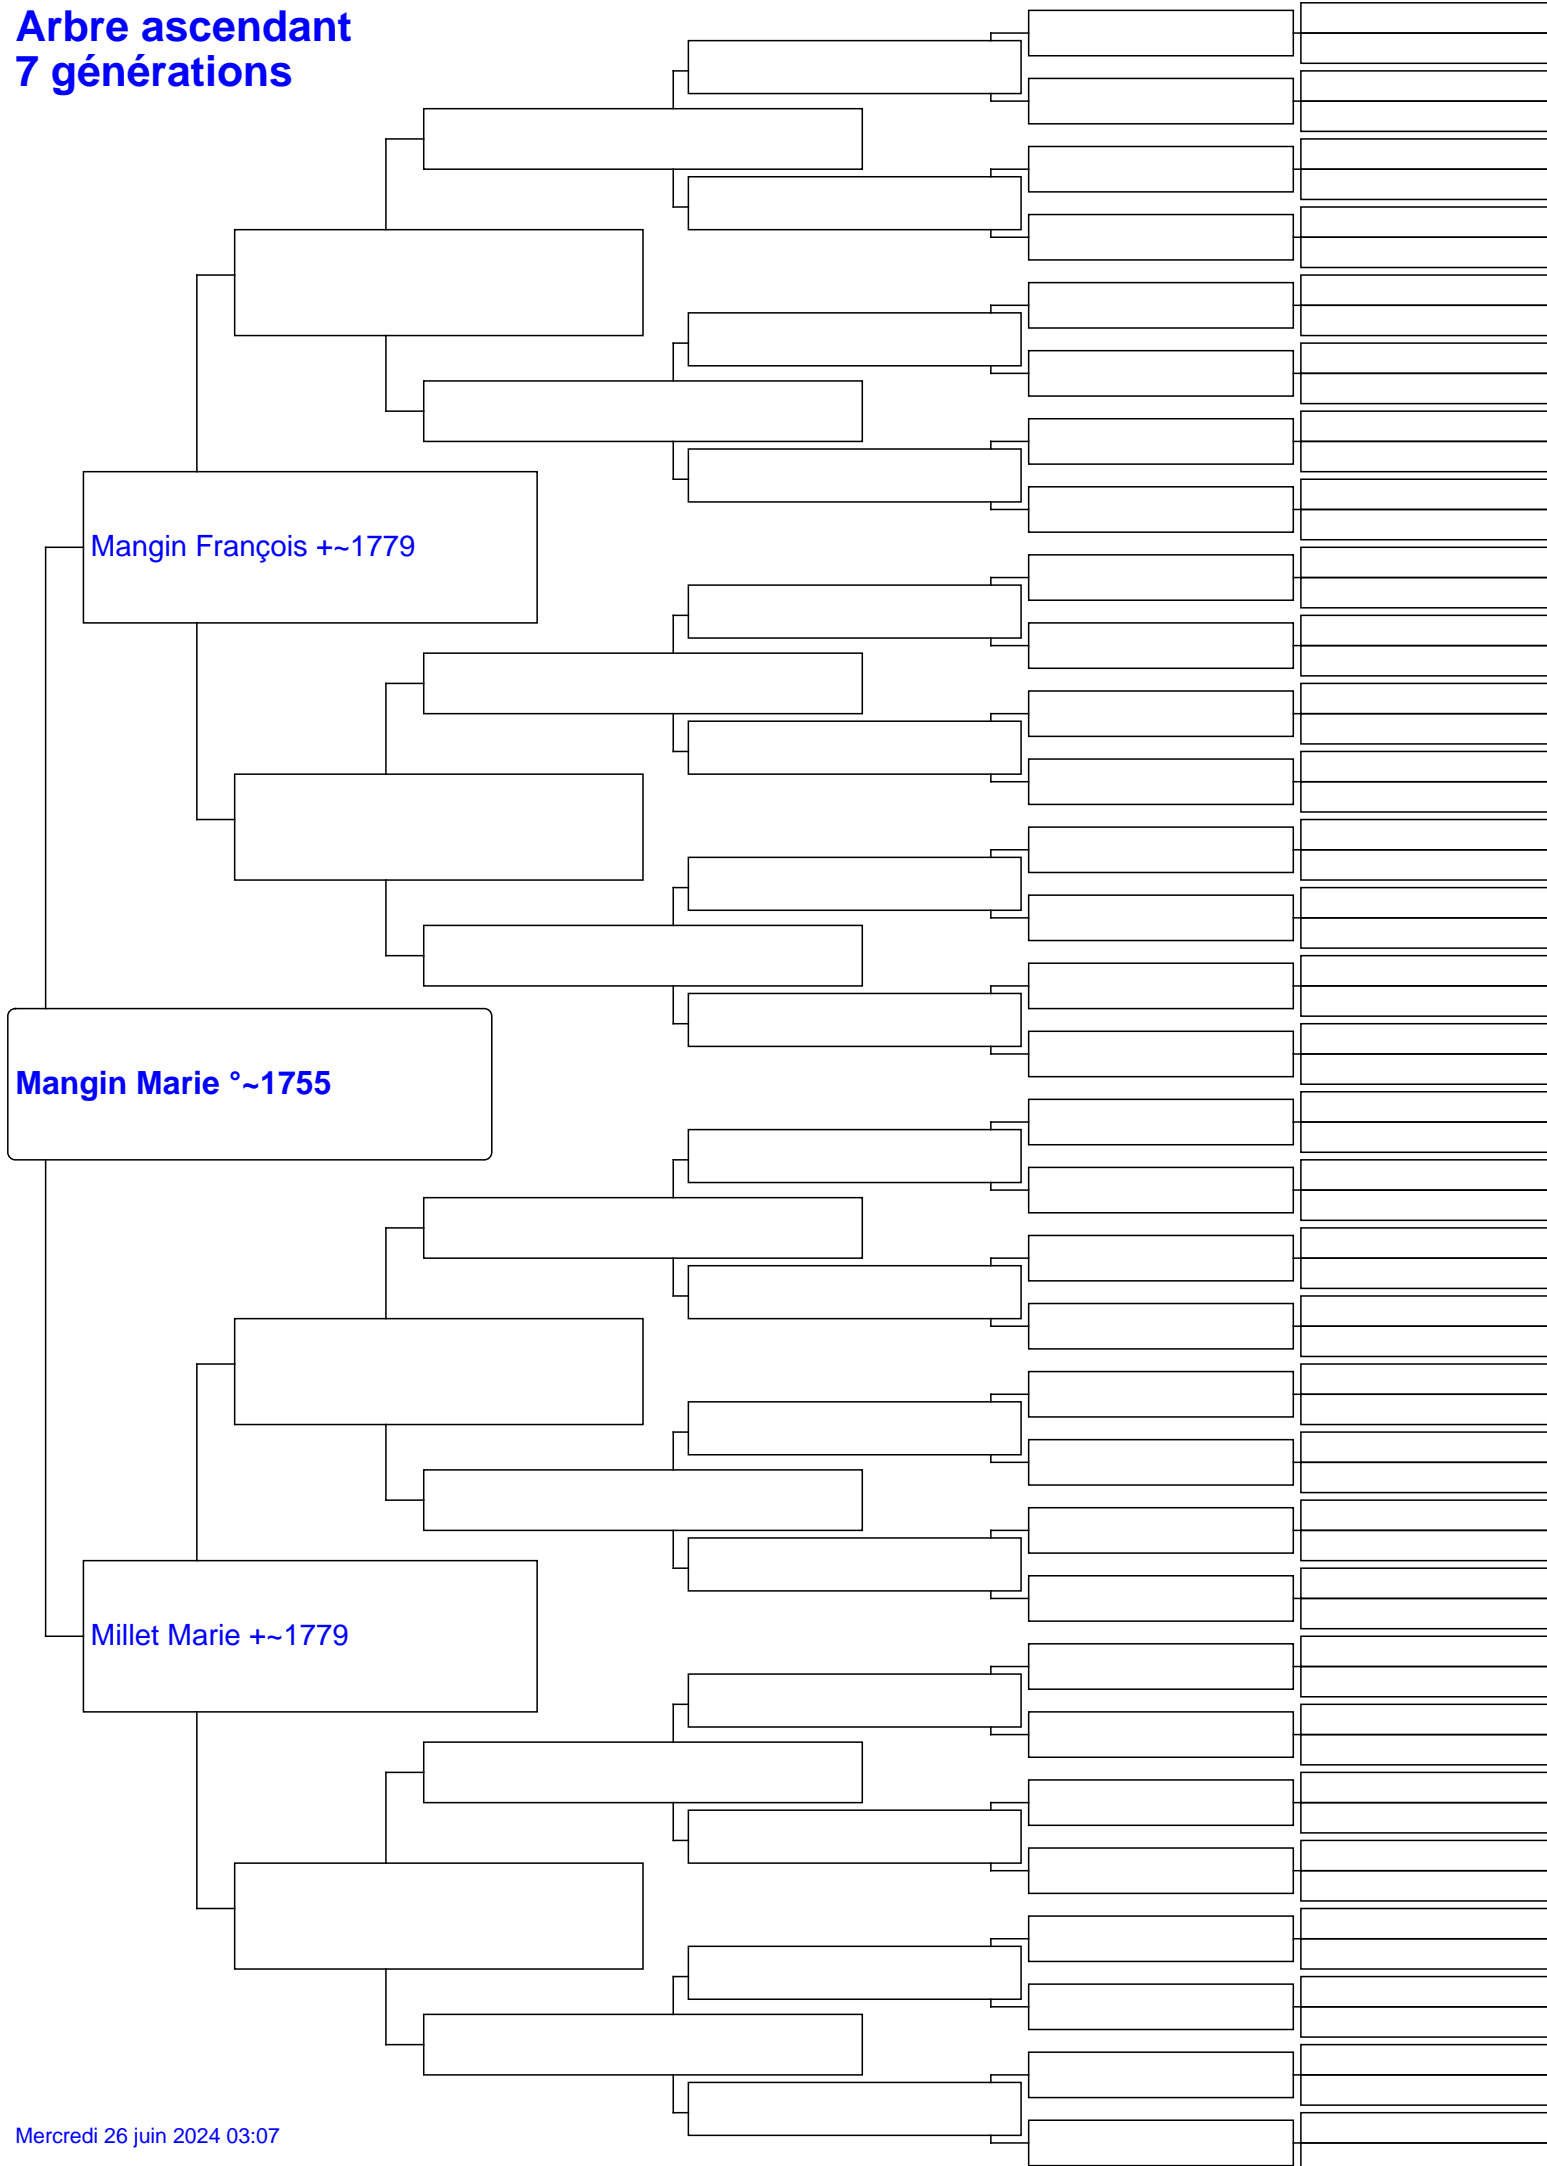 Arbre ascendant
7 générations
Mangin François +~1779
Mangin Marie °~1755
Millet Marie +~1779
Mercredi 26 juin 2024 03:07